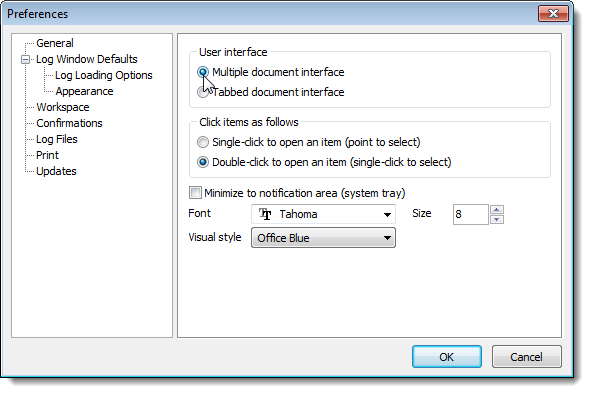 Preferences
General
Log Window Defaults
Log Loading Options
Appearance
Workspace
Confirmations
Log Files
Print
Updates
User interface
Multiple document interface
Tabbed document interface
Click items as follows
Single-click to open an item (point to select)
Double-click to open an item (single-click to select)
Minimize to notification area (system tray)
Font Tahoma Size 8
Visual style Office Blue
OK Cancel